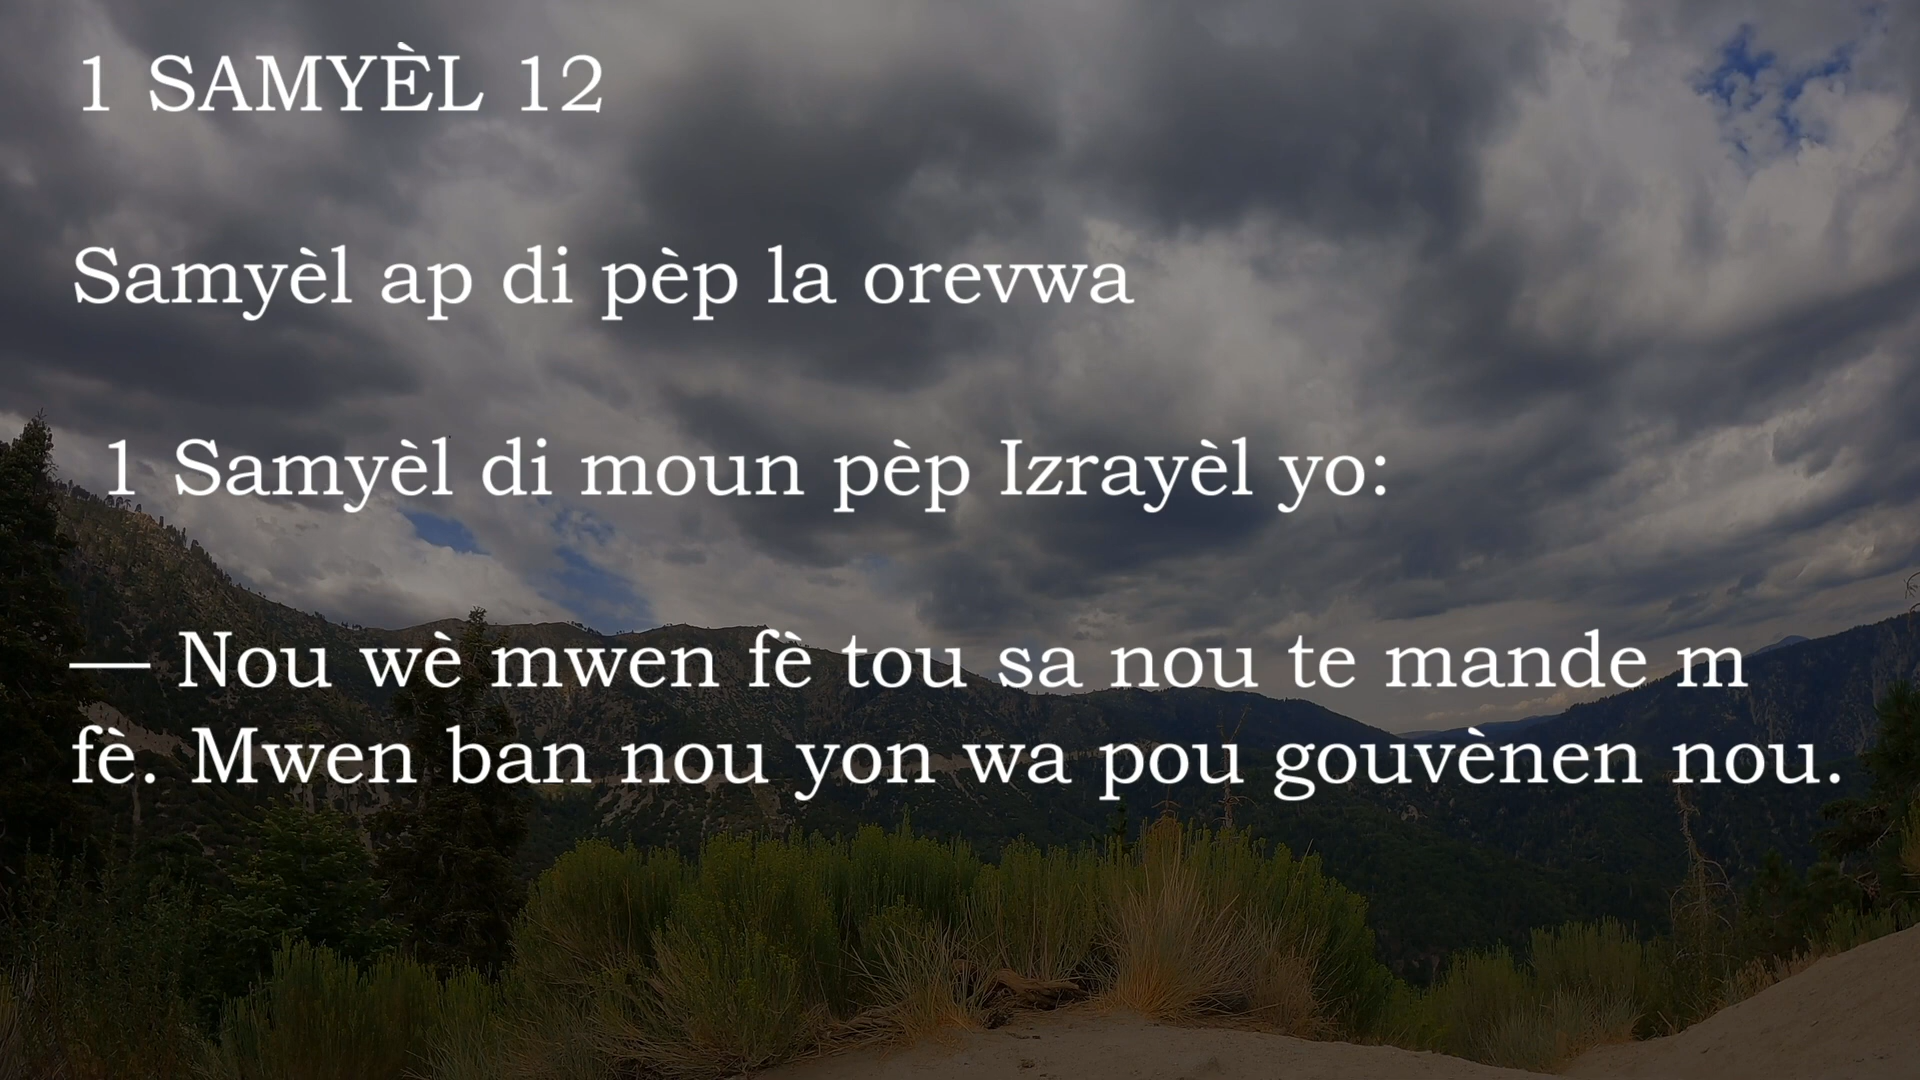 1 SAMYÈL 12
Samyèl ap di pèp la orevwa
1 Samyèl di moun pèp Izrayèl yo:
— Nou wè mwen fè tou sa nou te mande m
fè. Mwen ban nou yon wa pou gouvènen nou.